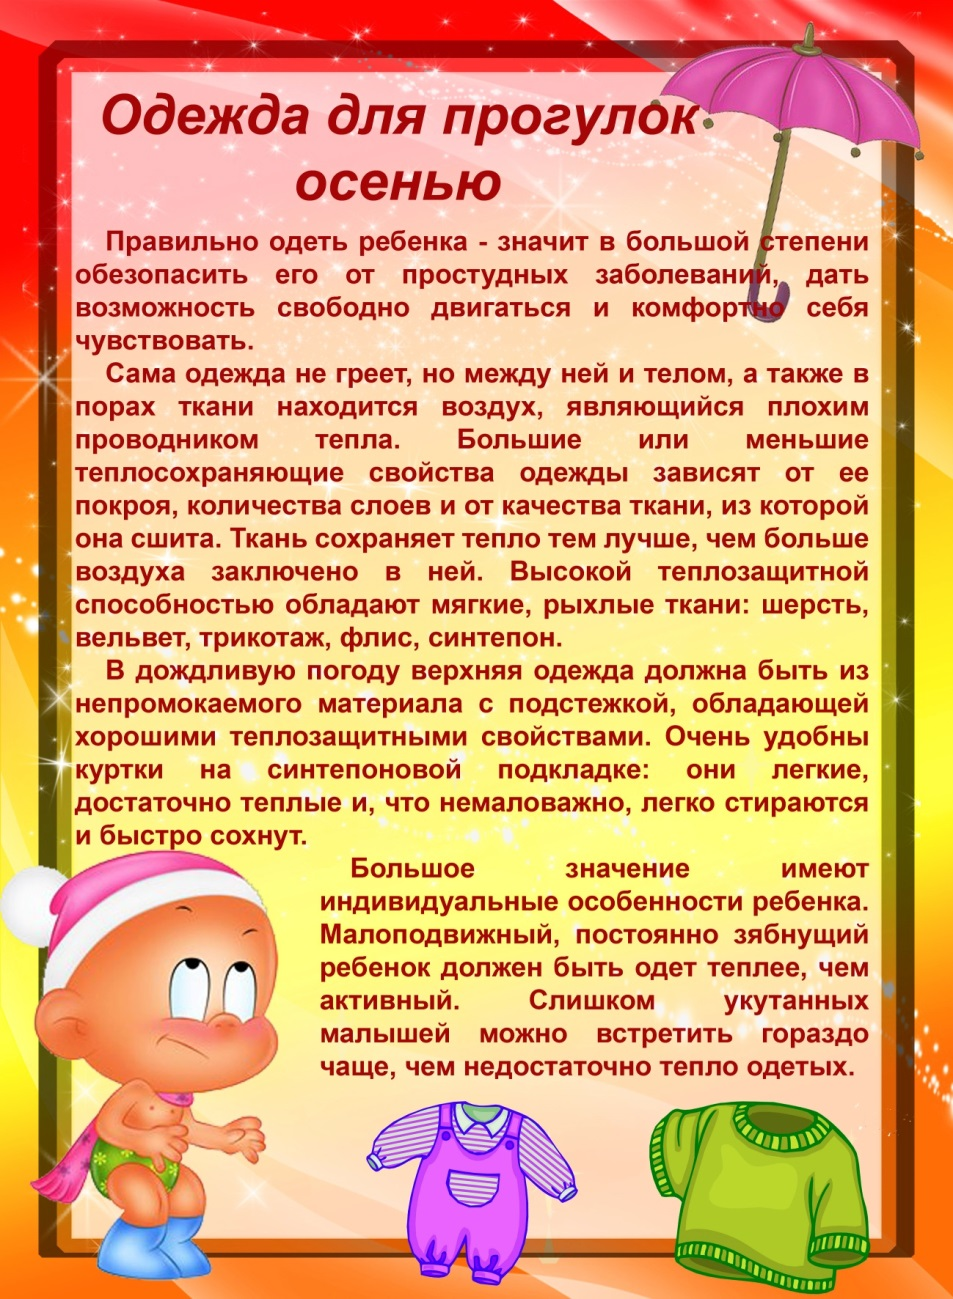 Одежда для прогулок
осенью
Правильно одеть ребенка - значит в большой степени
обезопасить его от простудных заболеваний, дать
возможность свободно двигаться и комфортно себя
чувствовать.
Сама одежда не греет, но между ней и телом, а также в
порах ткани находится воздух, являющийся плохим
проводником тепла. Большие или меньшие
теплосохраняющие свойства одежды зависят от ее
покроя, количества слоев и от качества ткани, из которой
она сшита. Ткань сохраняет тепло тем лучше, чем больше
воздуха заключено в ней. Высокой теплозащитной
способностью обладают мягкие, рыхлые ткани: шерсть,
вельвет, трикотаж, флис, синтепон.
В дождливую погоду верхняя одежда должна быть из
непромокаемого материала с подстежкой, обладающей
хорошими теплозащитными свойствами. Очень удобны
куртки на синтепоновой подкладке: они легкие,
достаточно теплые и, что немаловажно, легко стираются
и быстро сохнут.
Большое значение имеют
индивидуальные особенности ребенка.
Малоподвижный, постоянно зябнущий
ребенок должен быть одет теплее, чем
активный. Слишком укутанных
малышей можно встретить гораздо
чаще, чем недостаточно тепло одетых.